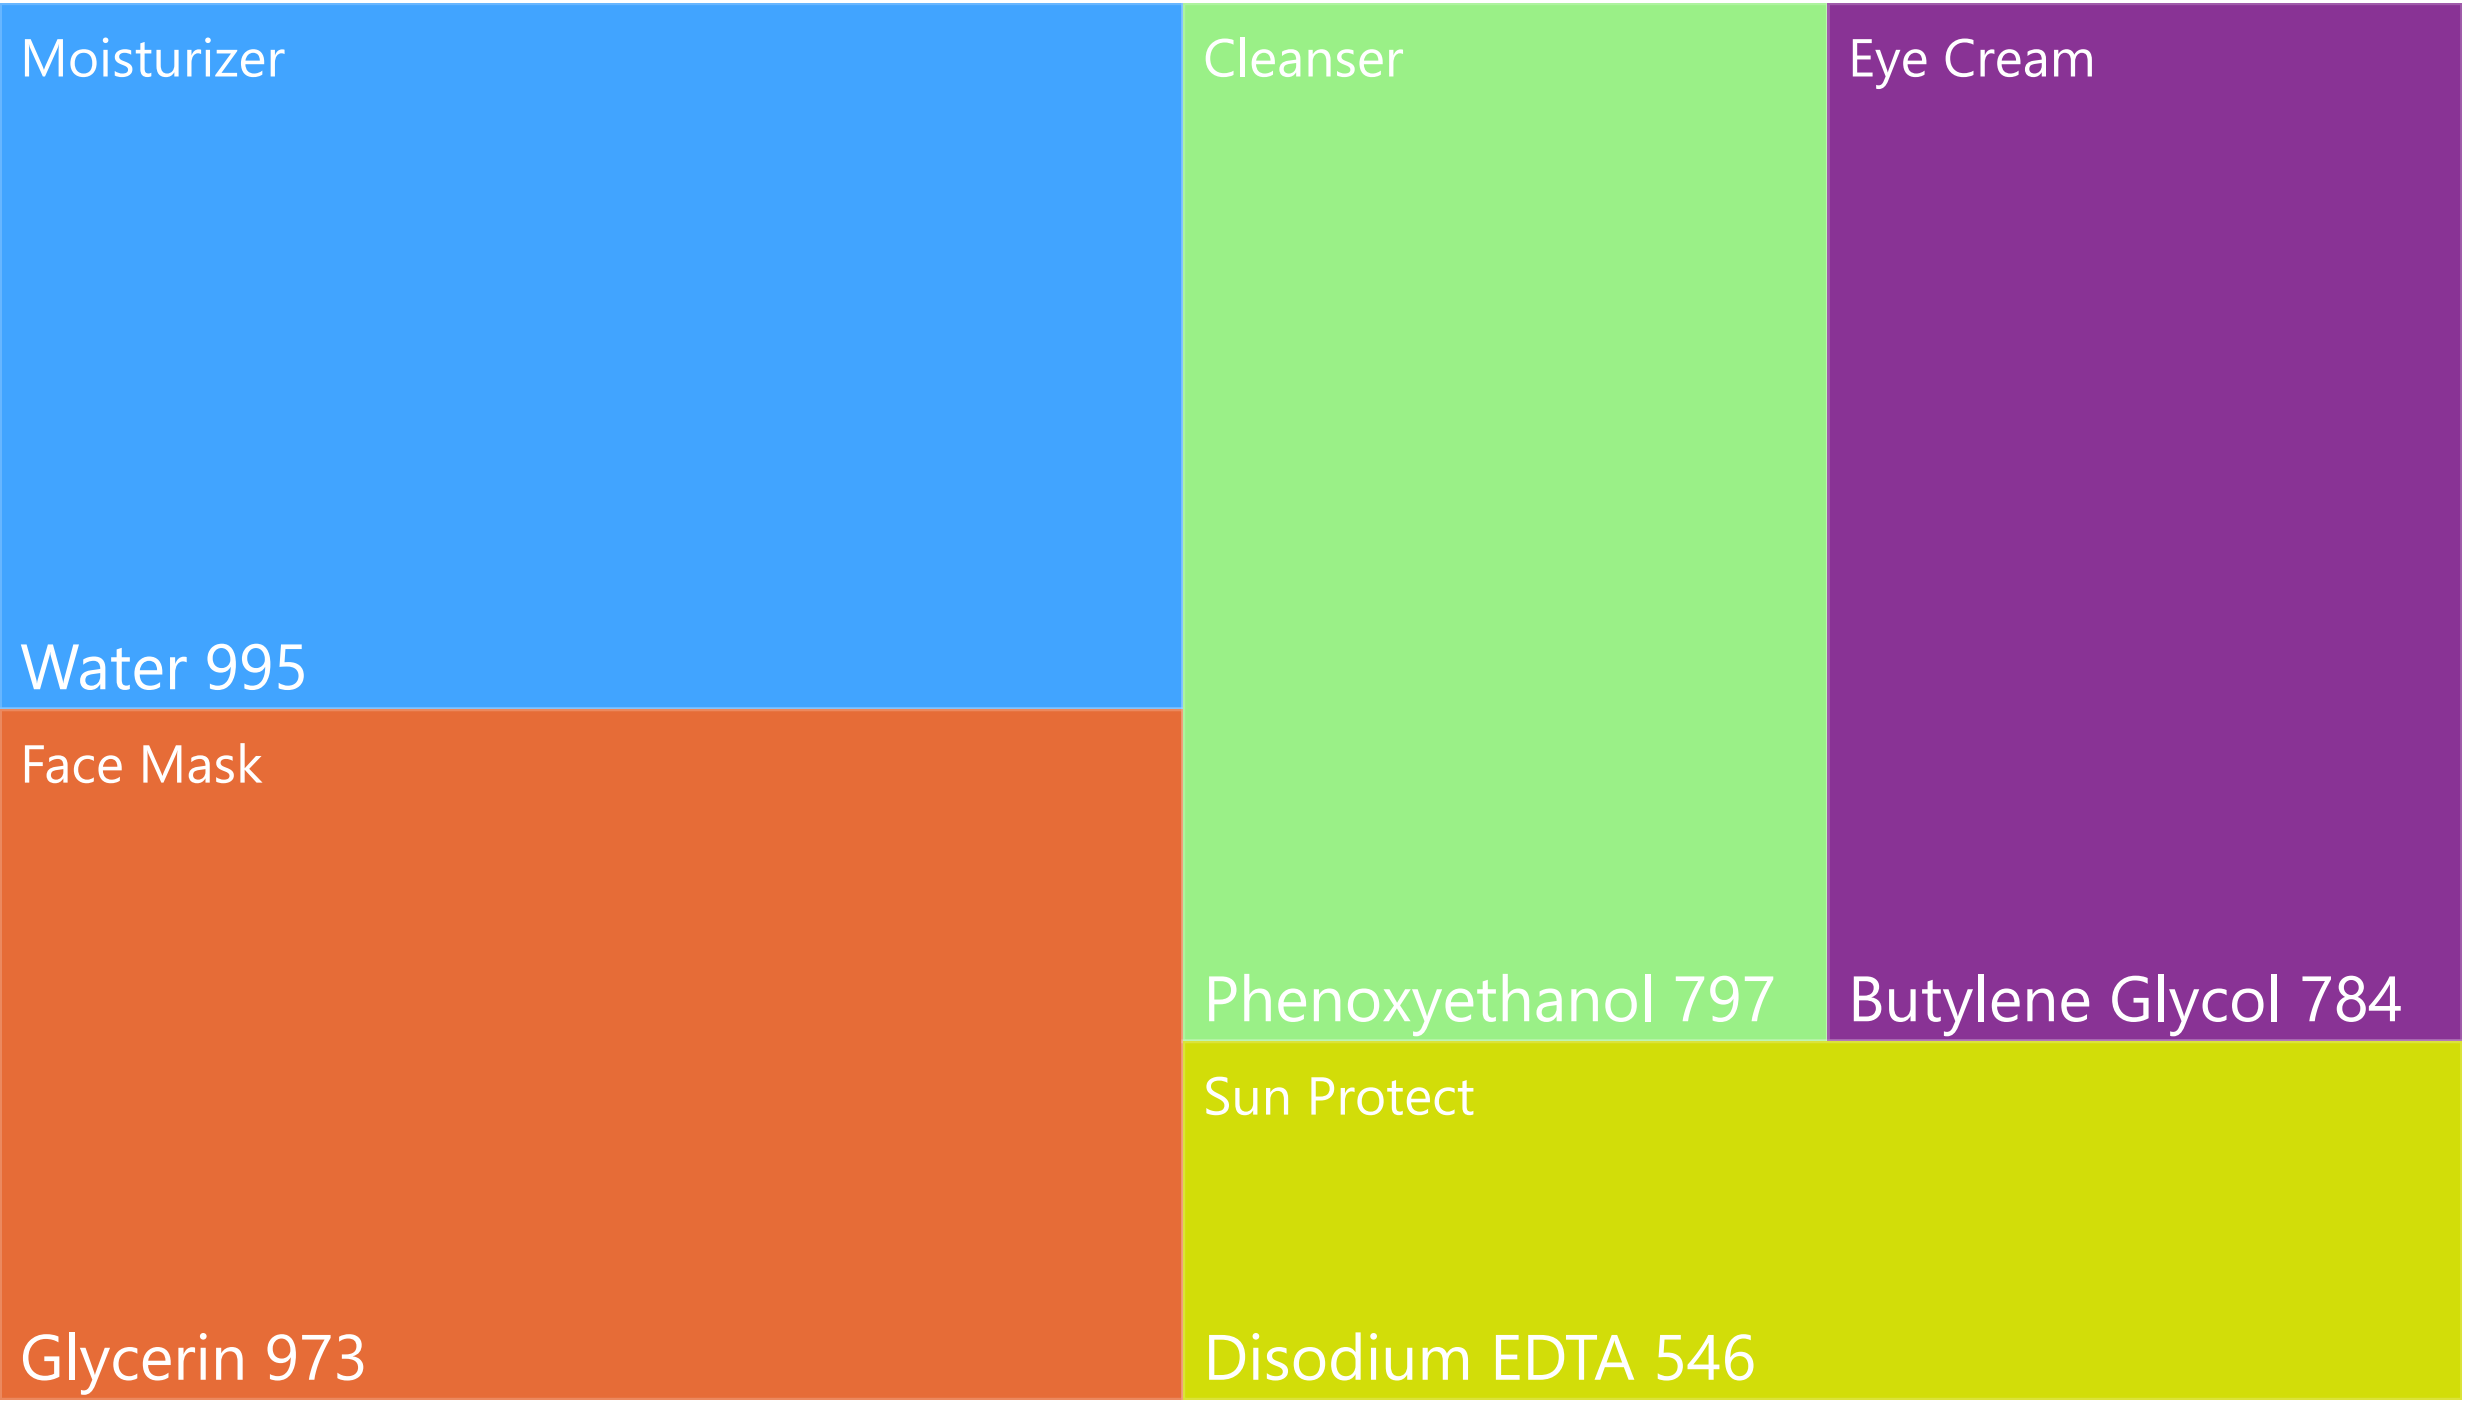 Moisturizer
Water 995
Face Mask
Glycerin 973
Cleanser
Phenoxyethanol 797
Eye Cream
Butylene Glycol 784
Sun Protect
Disodium EDTA 546